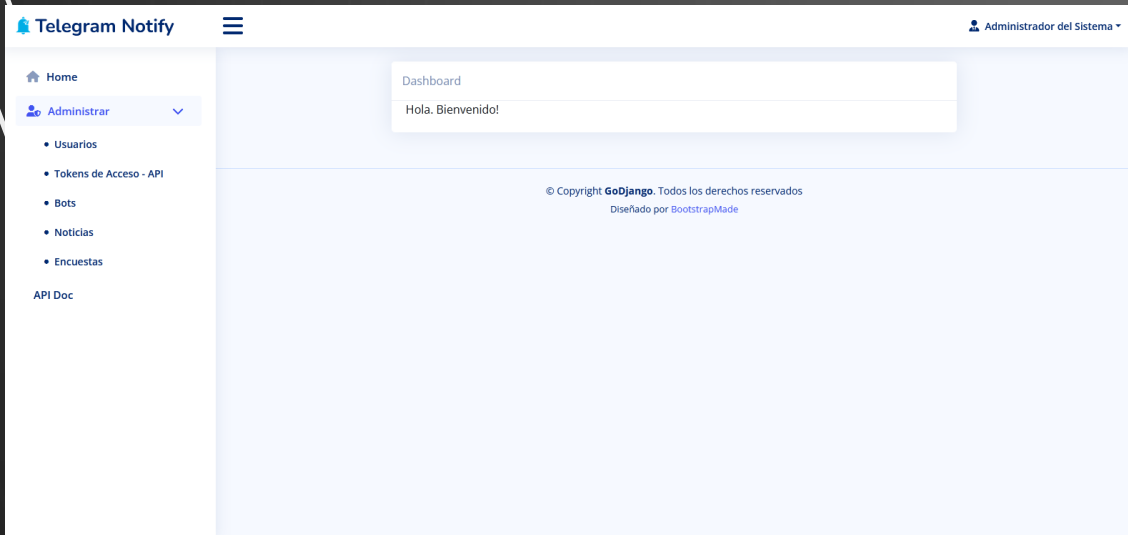 Telegram Notify
Administrador del Sistema
Home
Administrar
Usuarios
Tokens de Acceso - API
Bots
Noticias
Encuestas
API Doc
Dashboard
Hola. Bienvenido!
© Copyright GoDjango. Todos los derechos reservados
Diseñado por BootstrapMade